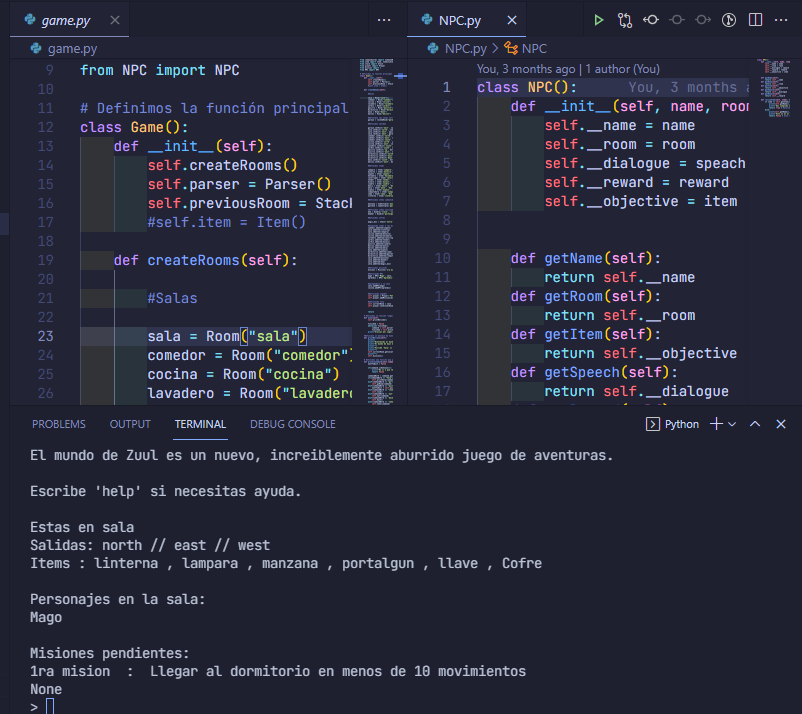 game.py
NPC.py
game.py
NPC.py > NPC
You, 3 months ago | 1 author (You)
9 from NPC import NPC
10
11 # Definimos la función principal
12 class Game():
13 def __init__(self):
14 self.createRooms()
15 self.parser = Parser()
16 self.previousRoom = Stack
17 #self.item = Item()
18
19 def createRooms(self):
20
21 #Salas
22
23 sala = Room("sala")
24 comedor = Room("comedor")
25 cocina = Room("cocina")
26 lavadero = Room("lavadero
1 class NPC(): You, 3 months a
2 def __init__(self, name, room
3 self.__name = name
4 self.__room = room
5 self.__dialogue = speach
6 self.__reward = reward
7 self.__objective = item
8
9
10 def getName(self):
11 return self.__name
12 def getRoom(self):
13 return self.__room
14 def getItem(self):
15 return self.__objective
16 def getSpeech(self):
17 return self.__dialogue
PROBLEMS OUTPUT TERMINAL DEBUG CONSOLE Python
El mundo de Zuul es un nuevo, increiblemente aburrido juego de aventuras.
Escribe 'help' si necesitas ayuda.
Estas en sala
Salidas: north // east // west
Items : linterna , lampara , manzana , portalgun , llave , Cofre
Personajes en la sala:
Mago
Misiones pendientes:
1ra mision : Llegar al dormitorio en menos de 10 movimientos
None
>